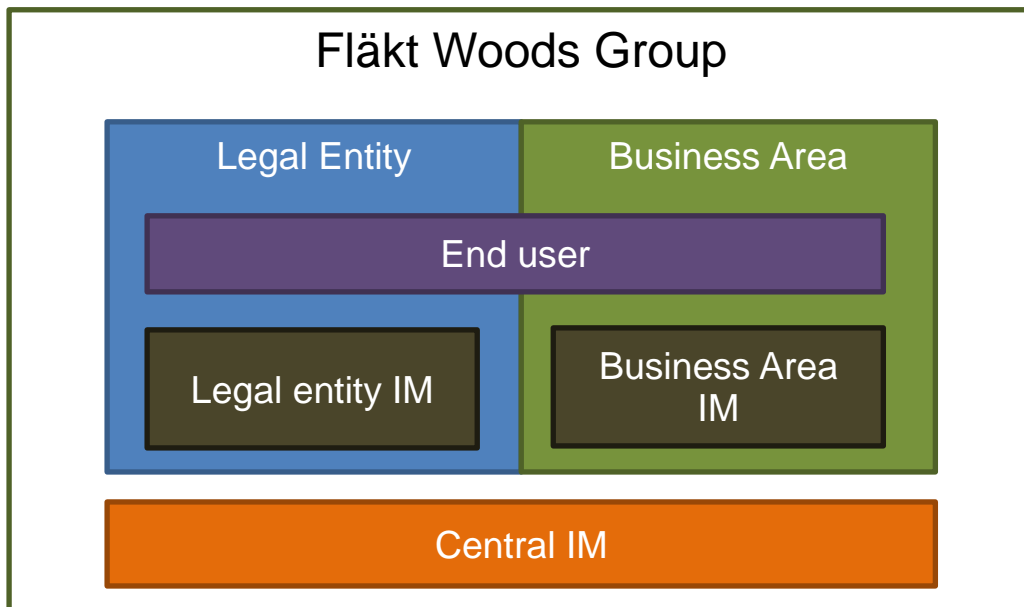 Fläkt Woods Group
Legal Entity
Business Area
End user
Legal entity IM
Business Area
IM
Central IM